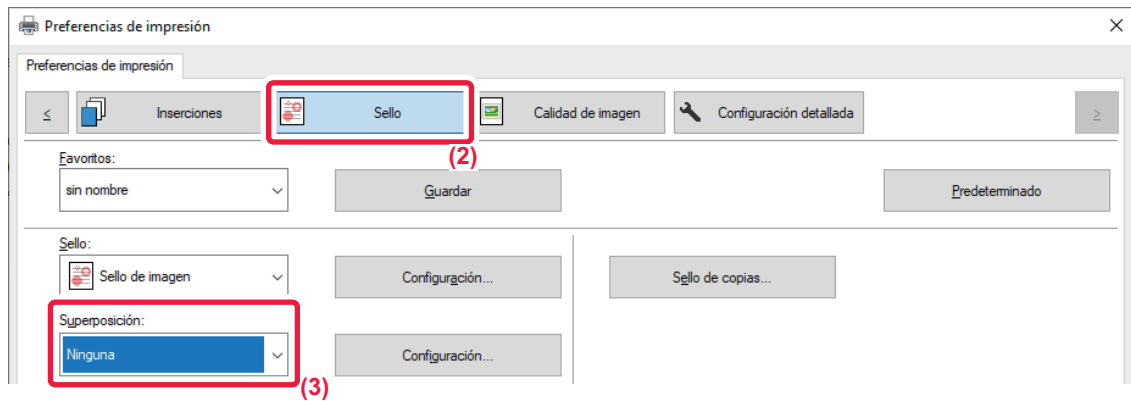 Preferencias de impresión
Preferencias de impresión
< Inserciones Sello Calidad de imagen Configuración detallada >
(2)
Favoritos:
sin nombre Guardar Predeterminado
Sello:
Sello de imagen Configuración... Sello de copias...
Superposición:
Ninguna Configuración...
(3)